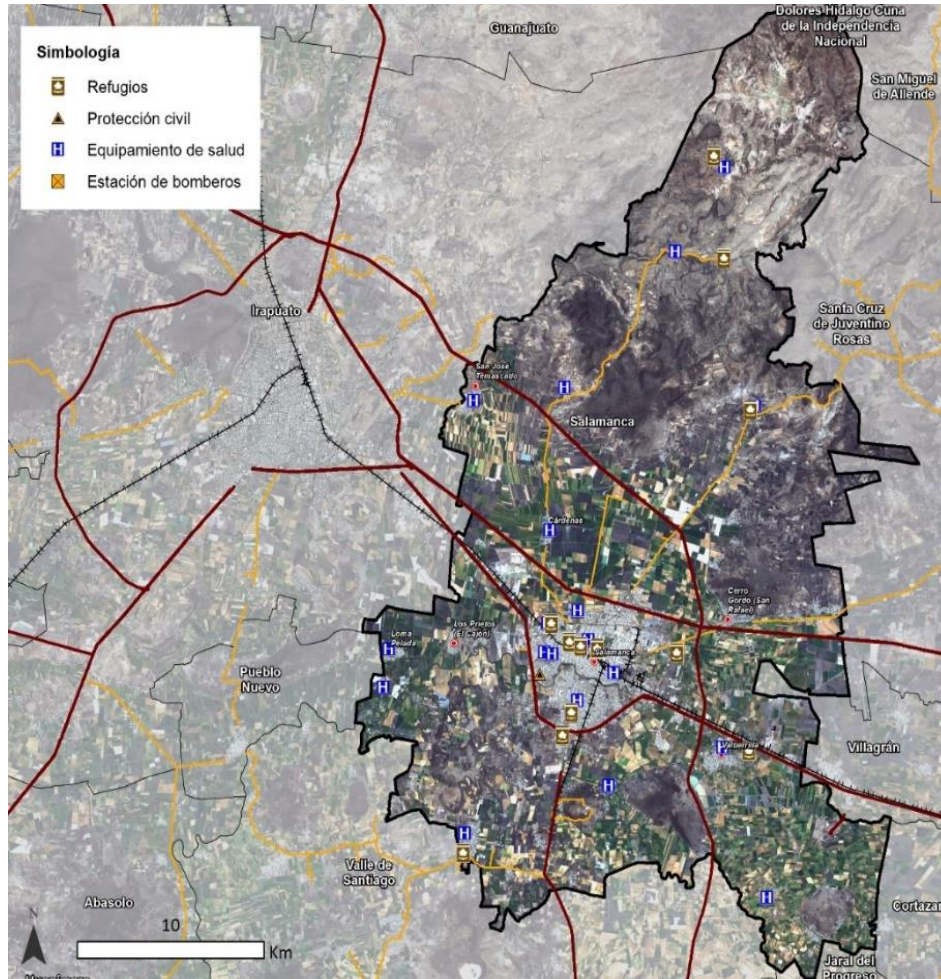 Dolores Hidalgo Cuna
de la Independencia
Nacional
Guanajuato
San Miguel
de Allende
Simbología
Refugios
Protección civil
Equipamiento de salud
Estación de bomberos
Santa Cruz
de Juventino
Rosas
Irapuato
San José
Temascatío
Salamanca
Cárdenas
Cerro
Gordo (San
Rafael)
Loma
Pelada
Los Prietos
(El Cajón)
Salamanca
Pueblo
Nuevo
Valtierrilla
Villagrán
Valle de
Santiago
Abasolo
Cortazar
N
10
Km
Jaral del
Progreso